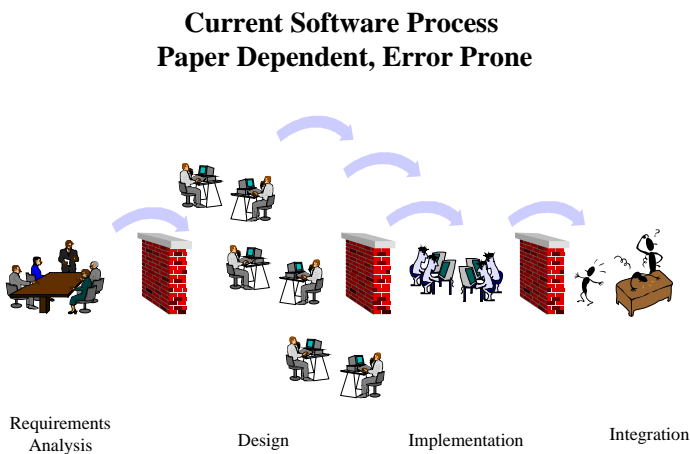 Current Software Process
Paper Dependent, Error Prone
?
Requirements
Analysis
Design
Implementation
Integration